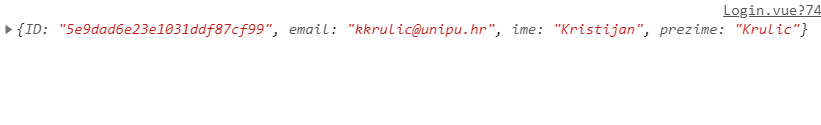 Login.vue?74
{ID: "5e9dad6e23e1031ddf87cf99", email: "kkrulic@unipu.hr", ime: "Kristijan", prezime: "Krulic"}